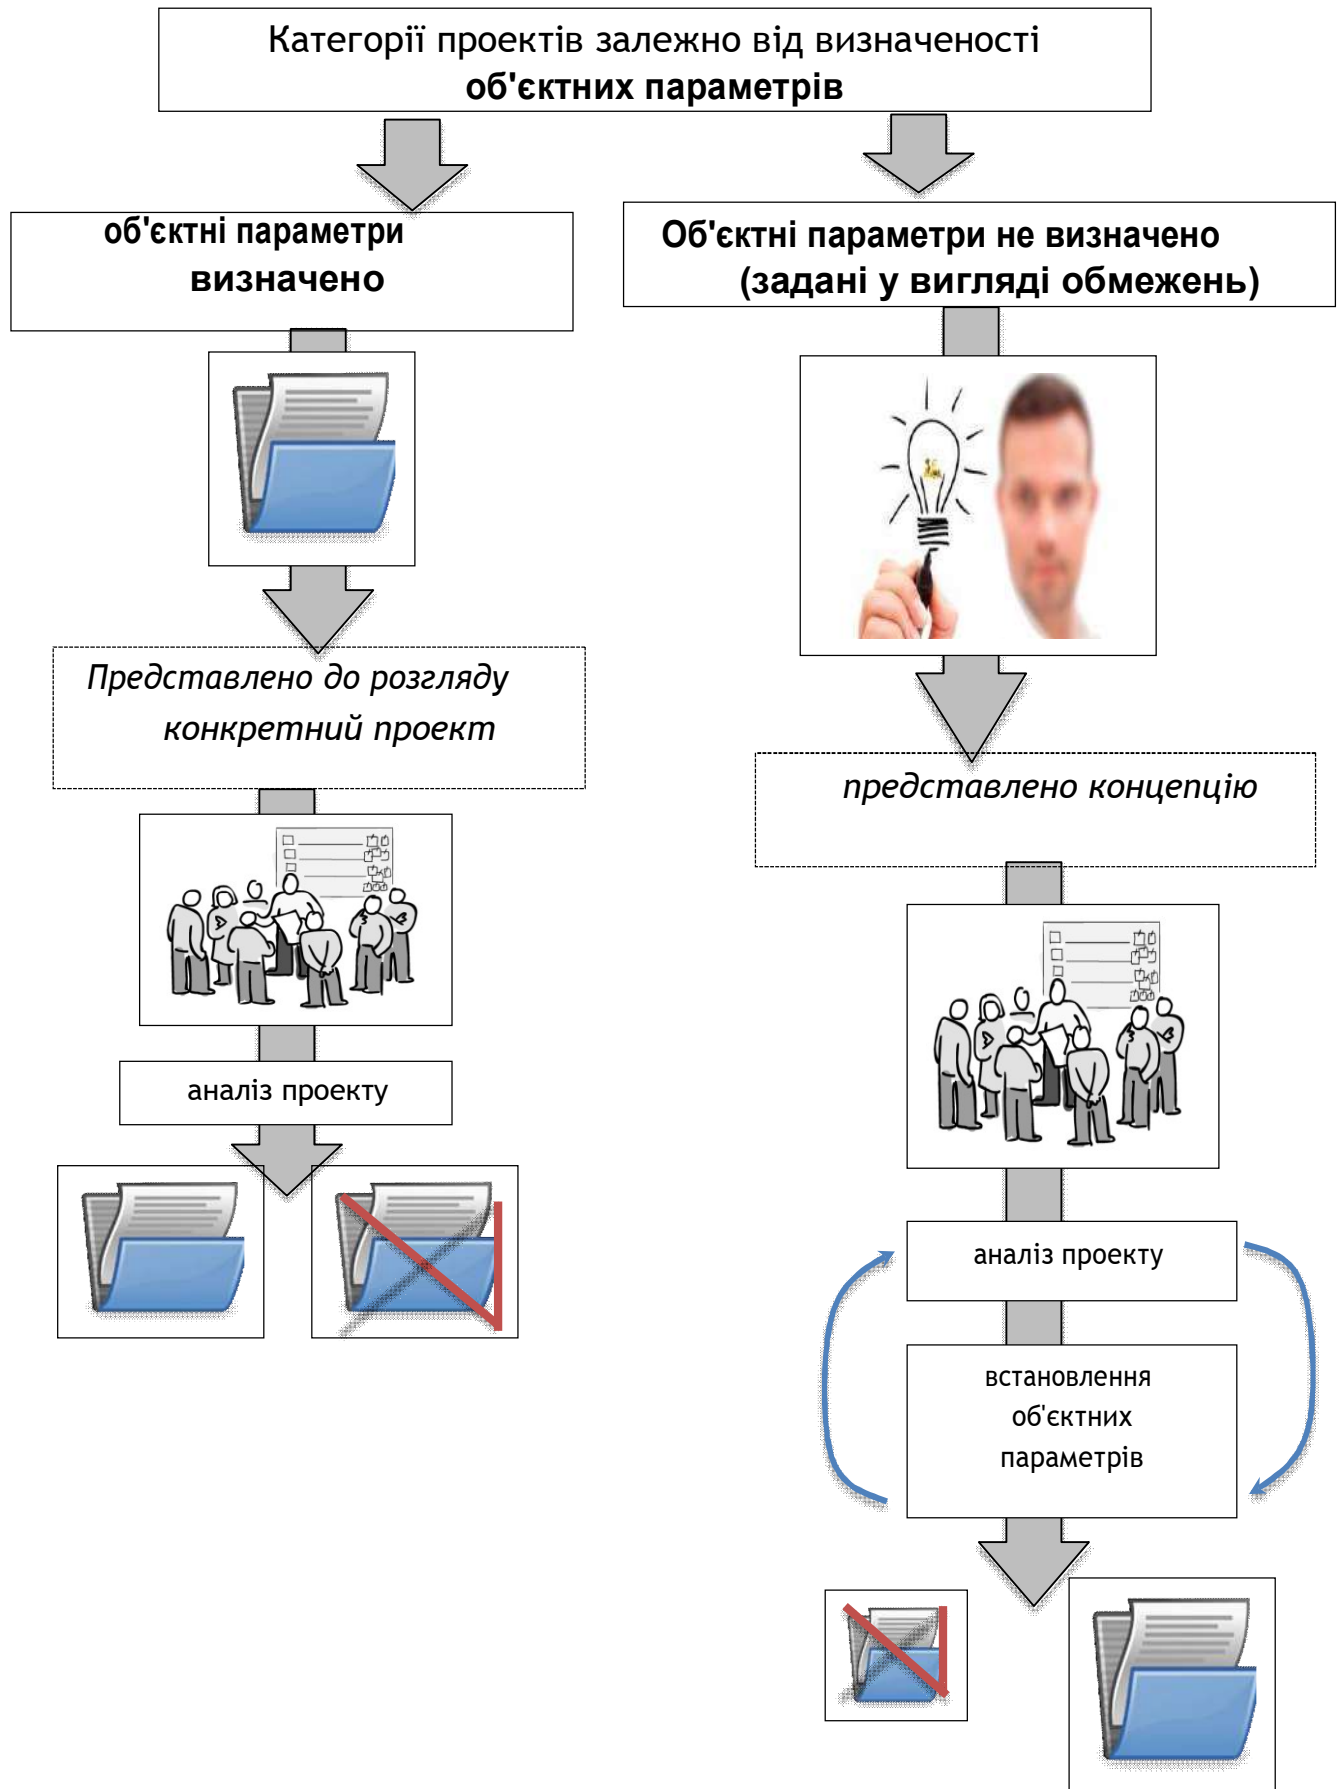 Категорії проектів залежно від визначеності
об'єктних параметрів
об'єктні параметри
визначено
Об'єктні параметри не визначено
(задані у вигляді обмежень)
Представлено до розгляду
конкретний проект
представлено концепцію
аналіз проекту
аналіз проекту
встановлення
об'єктних
параметрів